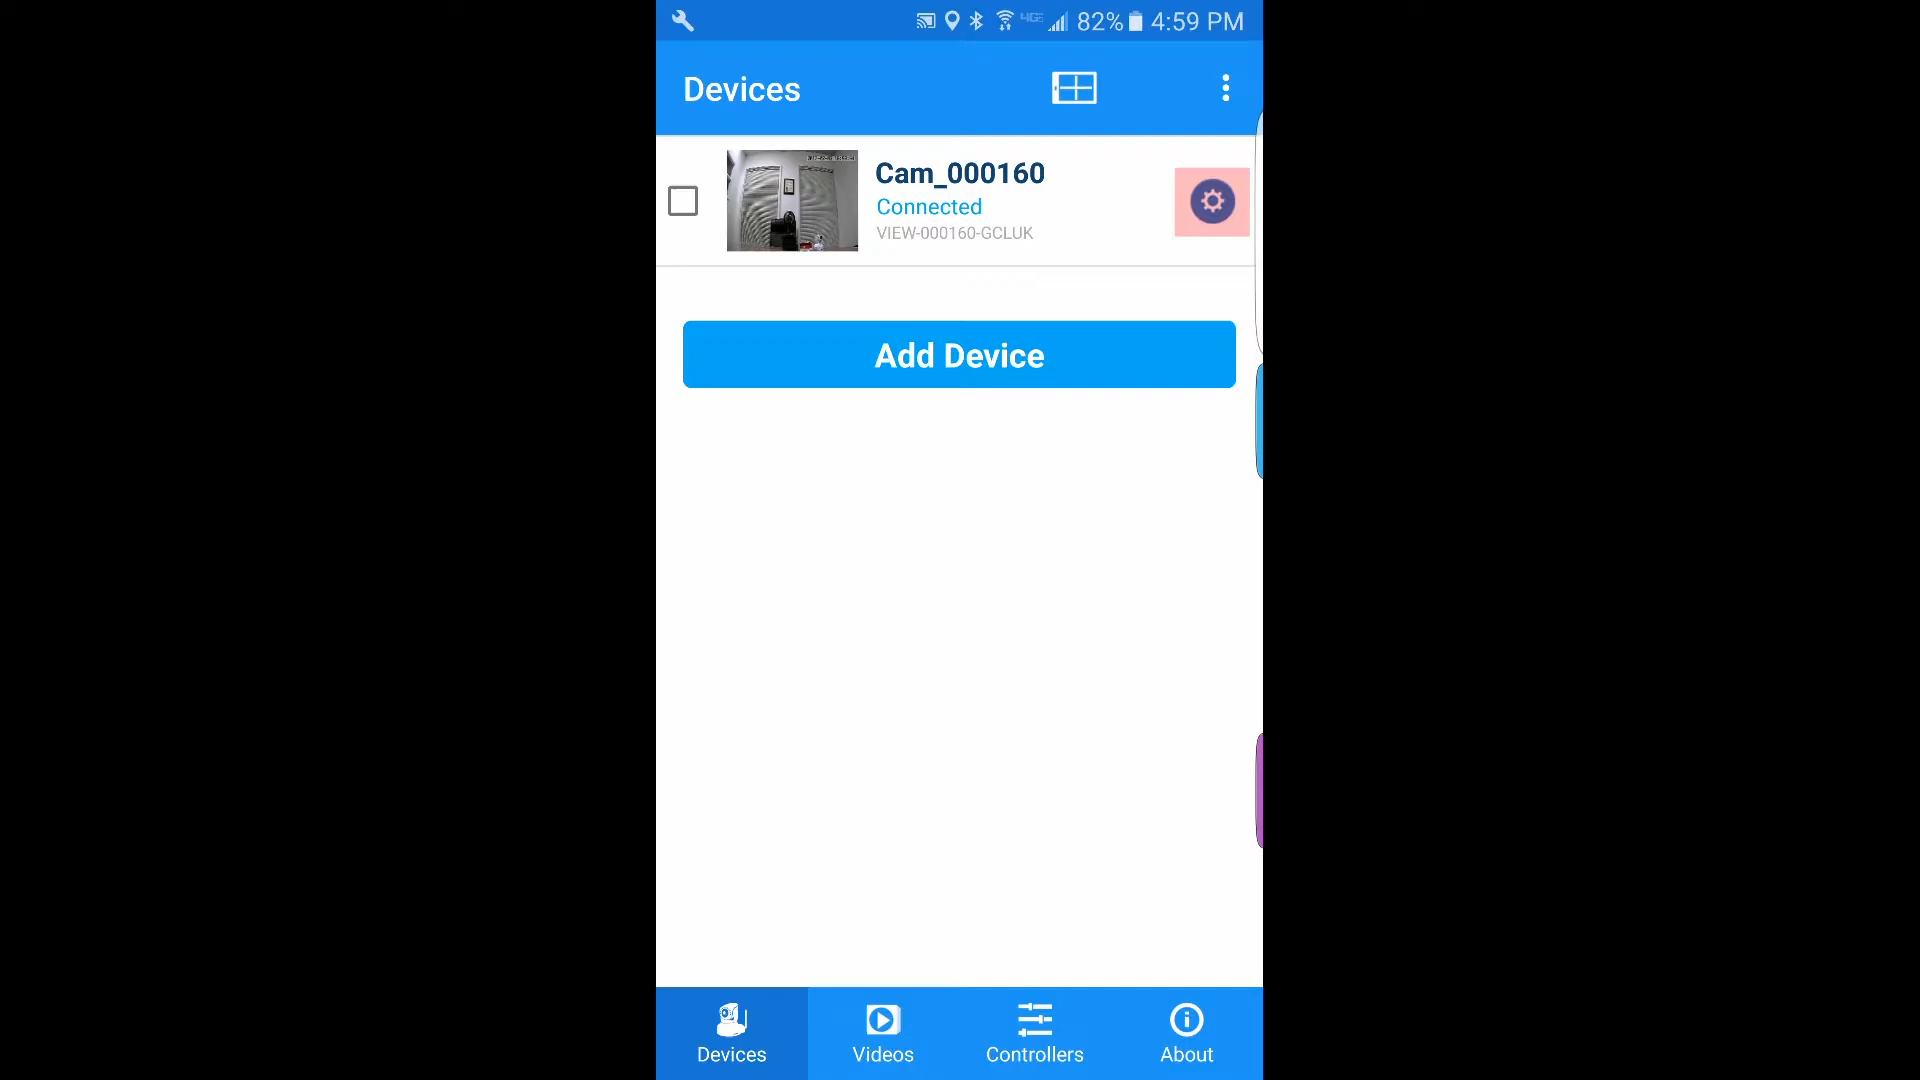 82% 4:59 PM
Devices
Cam_000160
Connected
VIEW-000160-GCLUK
Add Device
Devices
Videos
Controllers
About